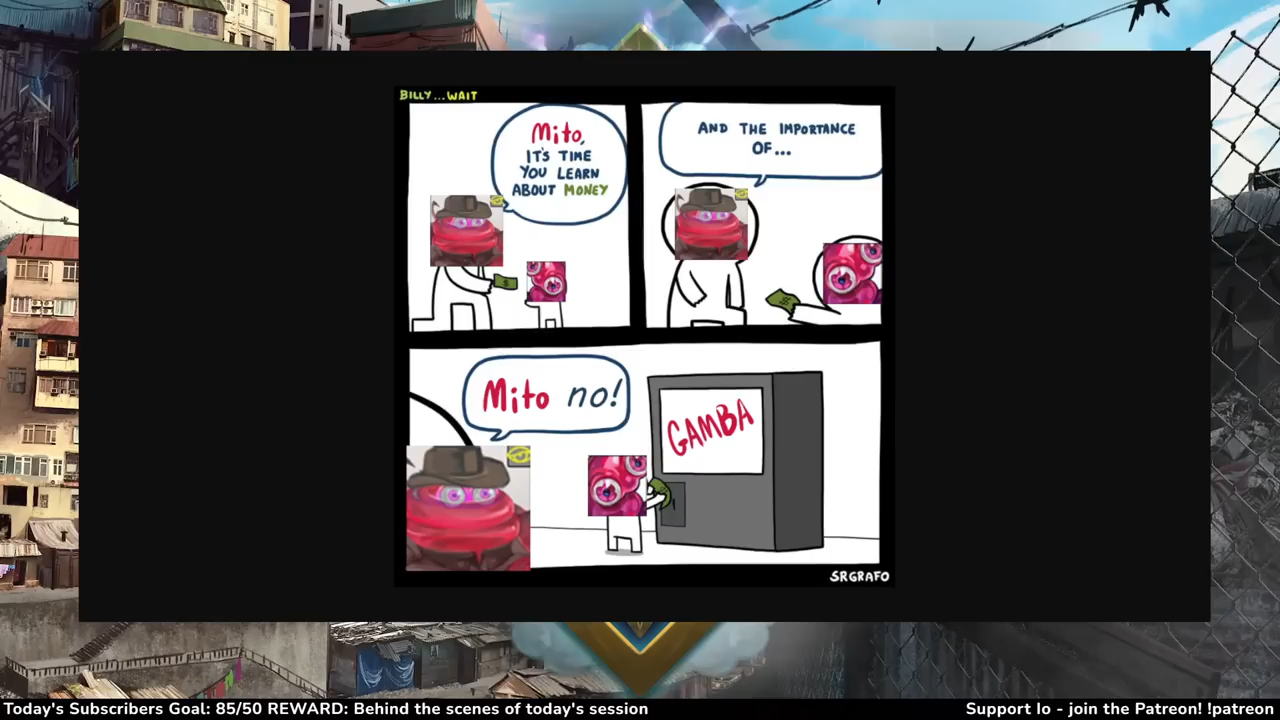 BILLY...WAIT
Mito,
IT'S TIME
YOU LEARN
ABOUT MONEY
AND THE IMPORTANCE
OF...
Mito no!
GAMBA
SRGRAFO
Today's Subscribers Goal: 85/50 REWARD: Behind the scenes of today's session
Support Io - join the Patreon! !patreon